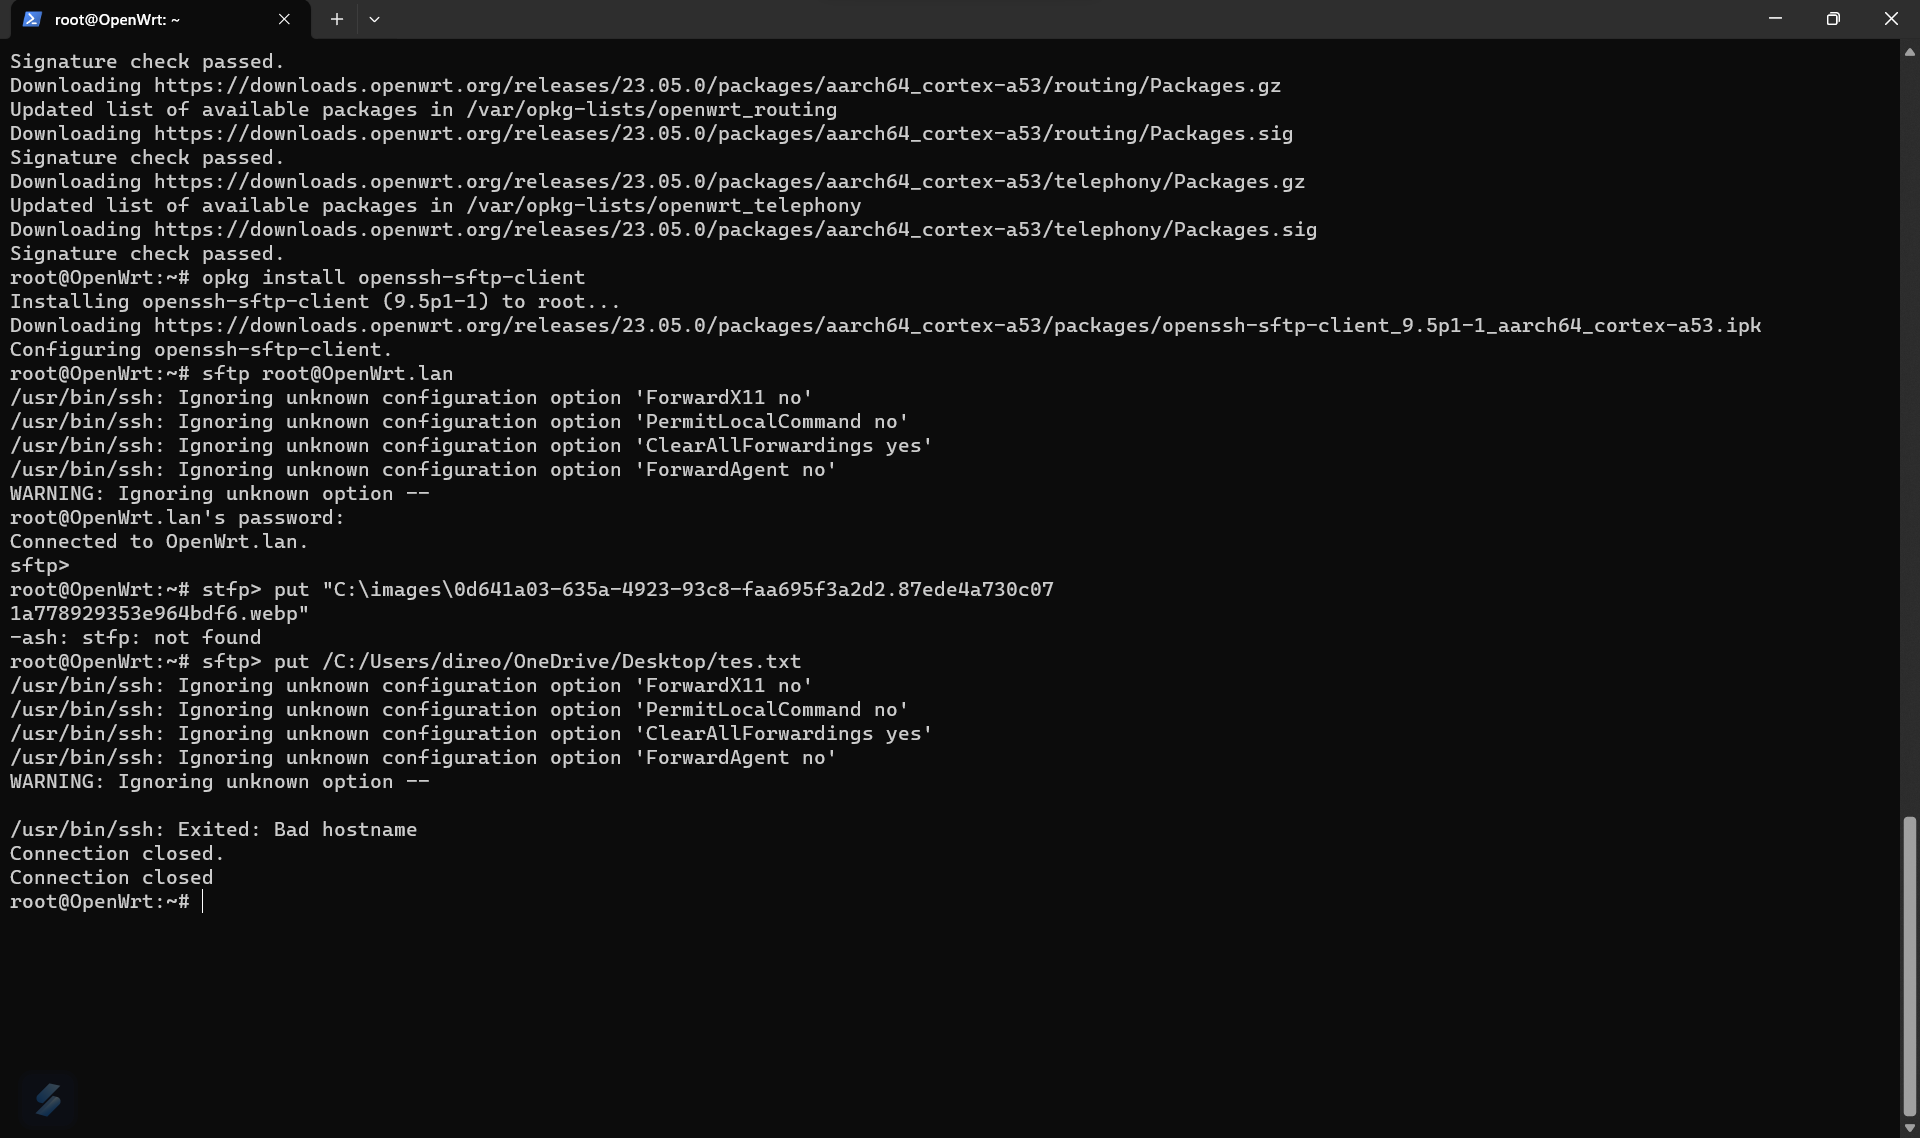 root@OpenWrt: ~
Signature check passed.
Downloading https://downloads.openwrt.org/releases/23.05.0/packages/aarch64_cortex-a53/routing/Packages.gz
Updated list of available packages in /var/opkg-lists/openwrt_routing
Downloading https://downloads.openwrt.org/releases/23.05.0/packages/aarch64_cortex-a53/routing/Packages.sig
Signature check passed.
Downloading https://downloads.openwrt.org/releases/23.05.0/packages/aarch64_cortex-a53/telephony/Packages.gz
Updated list of available packages in /var/opkg-lists/openwrt_telephony
Downloading https://downloads.openwrt.org/releases/23.05.0/packages/aarch64_cortex-a53/telephony/Packages.sig
Signature check passed.
root@OpenWrt:~# opkg install openssh-sftp-client
Installing openssh-sftp-client (9.5p1-1) to root...
Downloading https://downloads.openwrt.org/releases/23.05.0/packages/aarch64_cortex-a53/packages/openssh-sftp-client_9.5p1-1_aarch64_cortex-a53.ipk
Configuring openssh-sftp-client.
root@OpenWrt:~# sftp root@OpenWrt.lan
/usr/bin/ssh: Ignoring unknown configuration option 'ForwardX11 no'
/usr/bin/ssh: Ignoring unknown configuration option 'PermitLocalCommand no'
/usr/bin/ssh: Ignoring unknown configuration option 'ClearAllForwardings yes'
/usr/bin/ssh: Ignoring unknown configuration option 'ForwardAgent no'
WARNING: Ignoring unknown option --
root@OpenWrt.lan's password:
Connected to OpenWrt.lan.
sftp>
root@OpenWrt:~# stfp> put "C:\images\0d641a03-635a-4923-93c8-faa695f3a2d2.87ede4a730c07
1a778929353e964bdf6.webp"
-ash: stfp: not found
root@OpenWrt:~# sftp> put /C:/Users/direo/OneDrive/Desktop/tes.txt
/usr/bin/ssh: Ignoring unknown configuration option 'ForwardX11 no'
/usr/bin/ssh: Ignoring unknown configuration option 'PermitLocalCommand no'
/usr/bin/ssh: Ignoring unknown configuration option 'ClearAllForwardings yes'
/usr/bin/ssh: Ignoring unknown configuration option 'ForwardAgent no'
WARNING: Ignoring unknown option --
/usr/bin/ssh: Exited: Bad hostname
Connection closed.
Connection closed
root@OpenWrt:~#